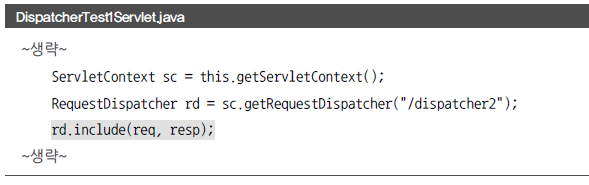 DispatcherTest1Servlet.java
~생략~
ServletContext sc = this.getServletContext();
RequestDispatcher rd = sc.getRequestDispatcher("/dispatcher2");
rd.include(req, resp);
~생략~